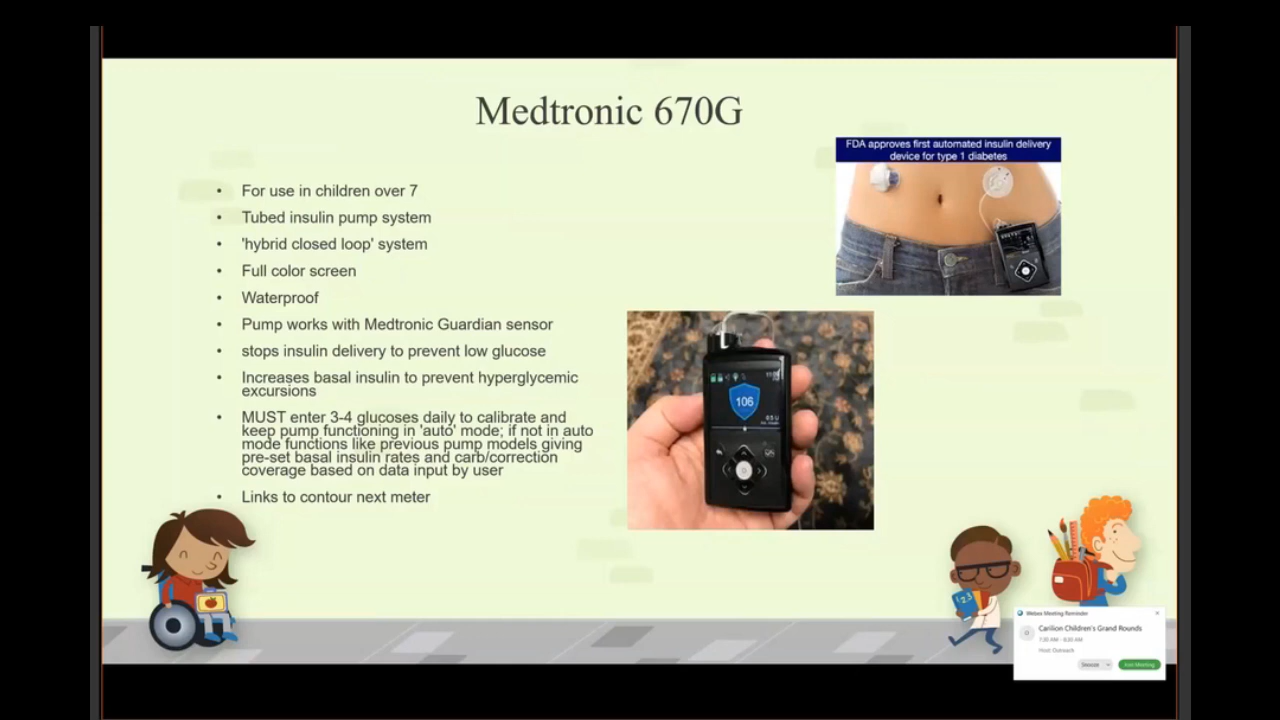 Medtronic 670G
FDA approves first automated insulin delivery
device for type 1 diabetes
• For use in children over 7
• Tubed insulin pump system
• 'hybrid closed loop' system
• Full color screen
• Waterproof
• Pump works with Medtronic Guardian sensor
• stops insulin delivery to prevent low glucose
• Increases basal insulin to prevent hyperglycemic
excursions
• MUST enter 3-4 glucoses daily to calibrate and
keep pump functioning in 'auto' mode; if not in auto
mode functions like previous pump models giving
pre-set basal insulin rates and carb/correction
coverage based on data input by user
• Links to contour next meter
106
1 2 3
Webex Meeting Reminder
O
Carilion Children's Grand Rounds
7:30 AM - 8:30 AM
Host: Outreach
Snooze
Join Meeting